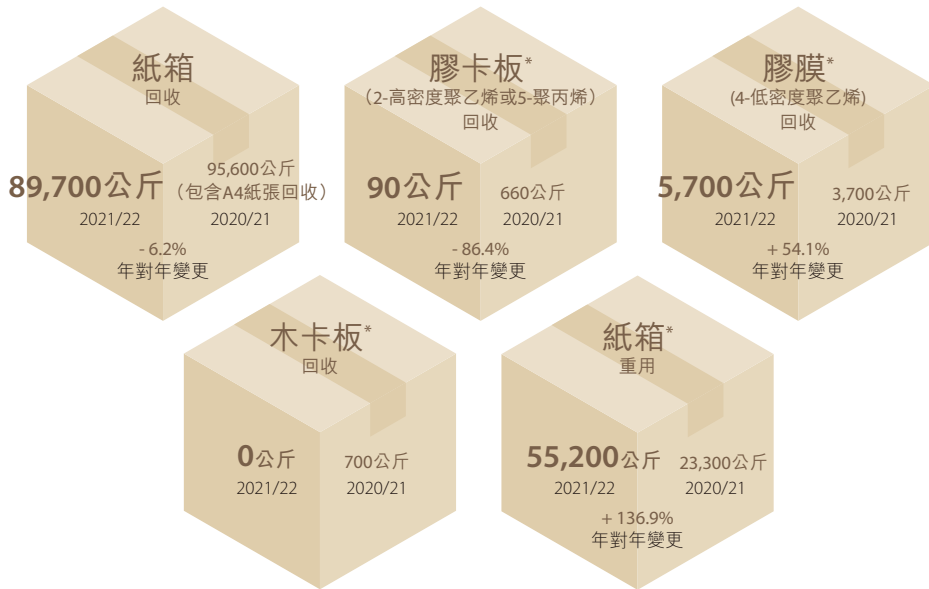 紙箱
回收
89,700公斤
2021/22
95,600公斤
（包含A4紙張回收）
2020/21
- 6.2%
年對年變更
膠卡板*
（2-高密度聚乙烯或5-聚丙烯）
回收
90公斤
2021/22
660公斤
2020/21
- 86.4%
年對年變更
膠膜*
(4-低密度聚乙烯)
回收
5,700公斤
2021/22
3,700公斤
2020/21
+ 54.1%
年對年變更
木卡板*
回收
0公斤
2021/22
700公斤
2020/21
紙箱*
重用
55,200公斤
2021/22
23,300公斤
2020/21
+ 136.9%
年對年變更